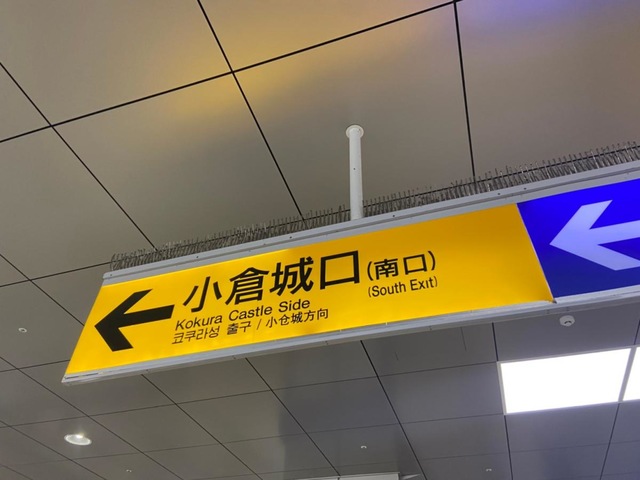 小倉城口(南口)
Kokura Castle Side (South Exit)
코쿠라성 출구 / 小仓城方向